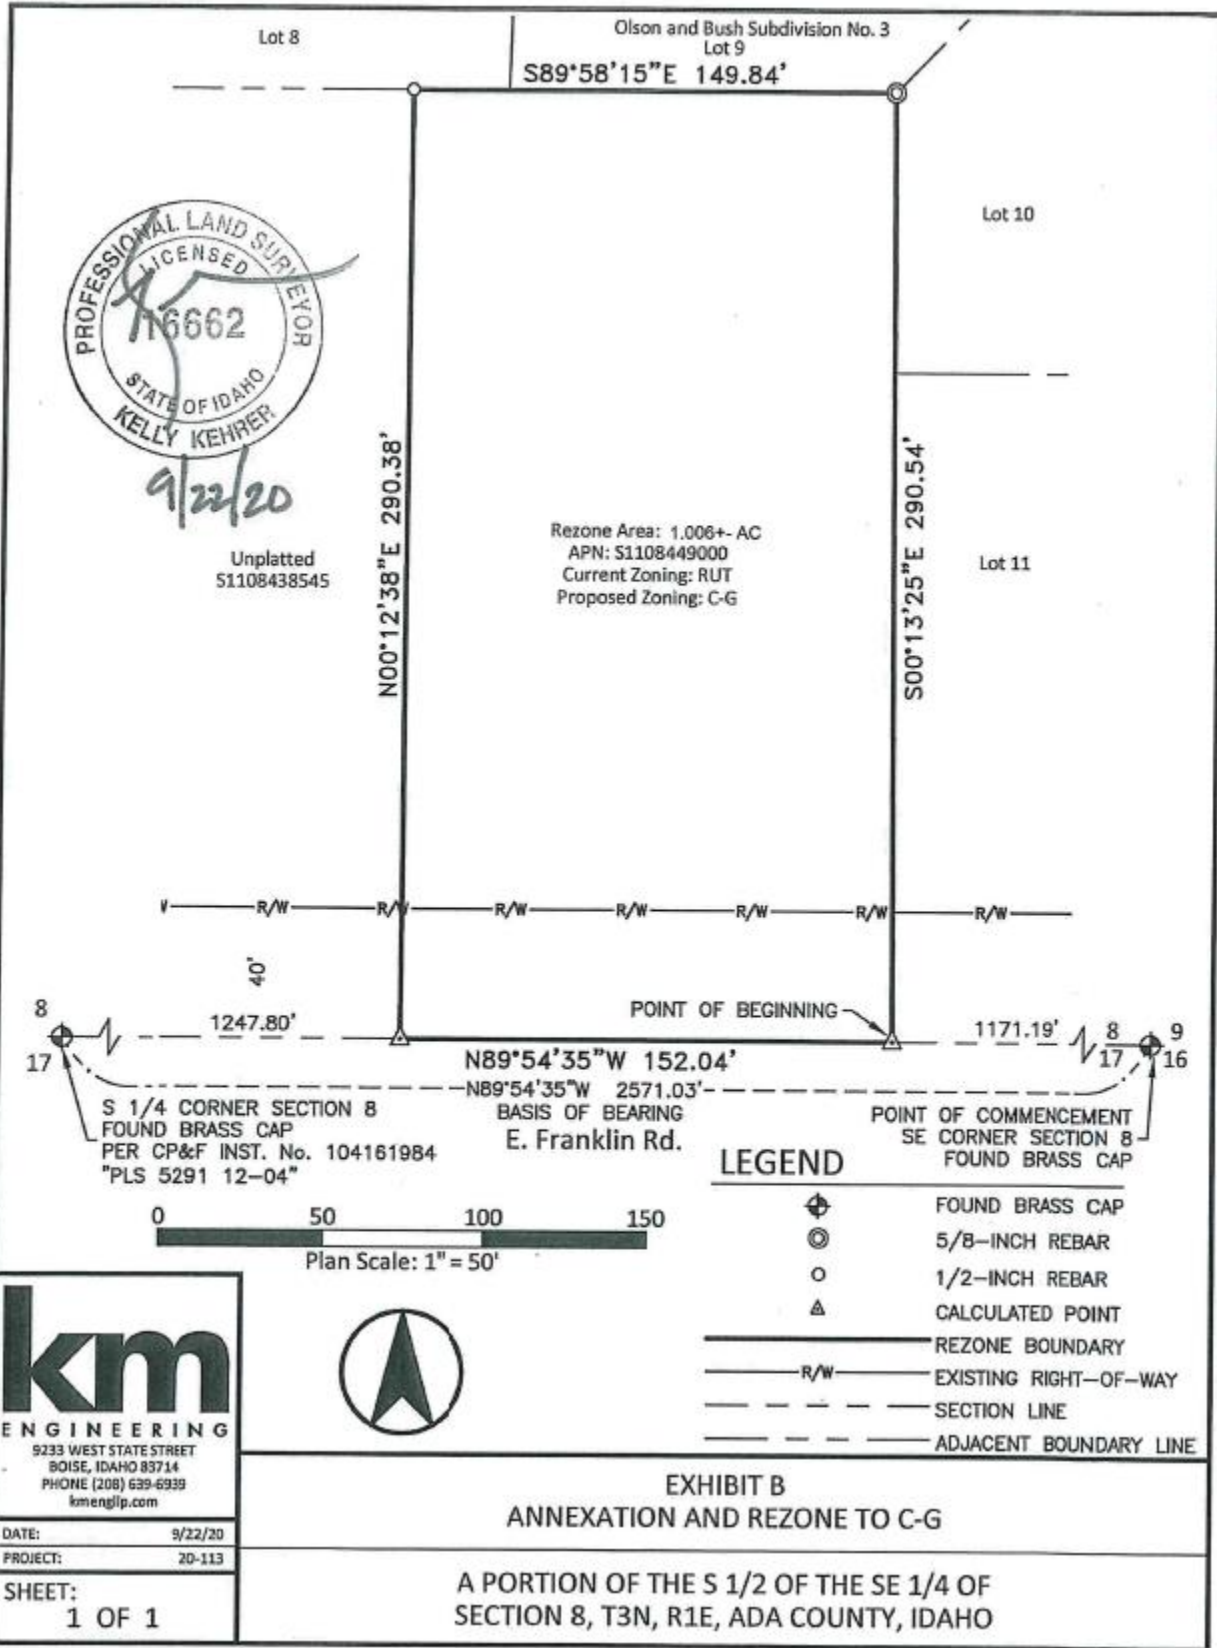 Lot 8
Olson and Bush Subdivision No. 3
Lot 9
S89°58'15"E 149.84'
Lot 10
PROFESSIONAL LAND SURVEYOR
LICENSED
16662
STATE OF IDAHO
KELLY KEHRER
9/22/20
N00°12'38"E 290.38'
S00°13'25"E 290.54'
Unplatted
S1108438545
Rezone Area: 1.006+- AC
APN: S1108449000
Current Zoning: RUT
Proposed Zoning: C-G
Lot 11
W R/W R/W R/W R/W R/W R/W R/W
40'
POINT OF BEGINNING
8
17
1247.80'
1171.19'
8 9
17 16
N89°54'35"W 152.04'
N89°54'35"W 2571.03'
BASIS OF BEARING
E. Franklin Rd.
S 1/4 CORNER SECTION 8
FOUND BRASS CAP
PER CP&F INST. No. 104161984
"PLS 5291 12-04"
POINT OF COMMENCEMENT
SE CORNER SECTION 8
FOUND BRASS CAP
0 50 100 150
Plan Scale: 1" = 50'
LEGEND
FOUND BRASS CAP
5/8-INCH REBAR
1/2-INCH REBAR
CALCULATED POINT
REZONE BOUNDARY
R/W EXISTING RIGHT-OF-WAY
SECTION LINE
ADJACENT BOUNDARY LINE
km
ENGINEERING
9233 WEST STATE STREET
BOISE, IDAHO 83714
PHONE (208) 639-6939
kmengllp.com
DATE: 9/22/20
PROJECT: 20-113
SHEET:
1 OF 1
EXHIBIT B
ANNEXATION AND REZONE TO C-G
A PORTION OF THE S 1/2 OF THE SE 1/4 OF
SECTION 8, T3N, R1E, ADA COUNTY, IDAHO